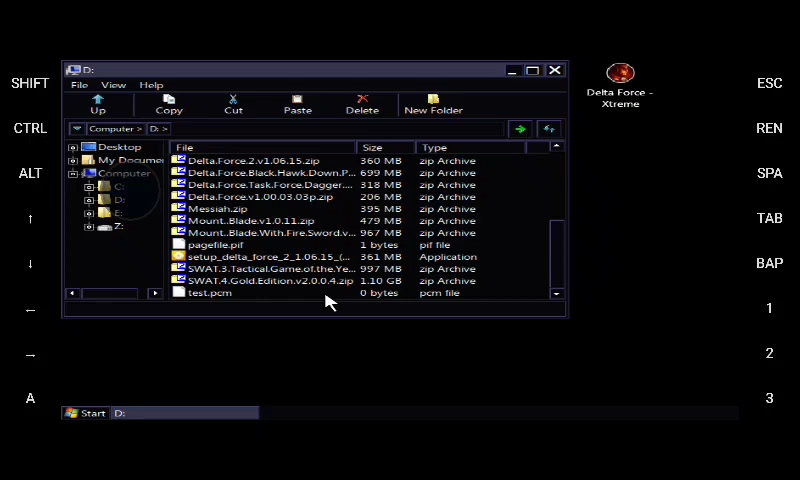 D:
File View Help
Up Copy Cut Paste Delete New Folder
Computer > D: >
Desktop
My Docume
Computer
C:
D:
E:
Z:
File Size Type
Delta.Force.2.v1.06.15.zip 360 MB zip Archive
Delta.Force.Black.Hawk.Down.P... 699 MB zip Archive
Delta.Force.Task.Force.Dagger.... 318 MB zip Archive
Delta.Force.v1.00.03.03p.zip 206 MB zip Archive
Messiah.zip 395 MB zip Archive
Mount..Blade.v1.0.11.zip 479 MB zip Archive
Mount..Blade.With.Fire.Sword.v... 967 MB zip Archive
pagefile.pif 1 bytes pif file
setup_delta_force_2_1.06.15_(... 361 MB Application
SWAT.3.Tactical.Game.of.the.Ye... 997 MB zip Archive
SWAT.4.Gold.Edition.v2.0.0.4.zip 1.10 GB zip Archive
test.pcm 0 bytes pcm file
Delta Force -
Xtreme
SHIFT
CTRL
ALT
↑
↓
←
→
A
ESC
REN
SPA
TAB
BAP
1
2
3
Start D: